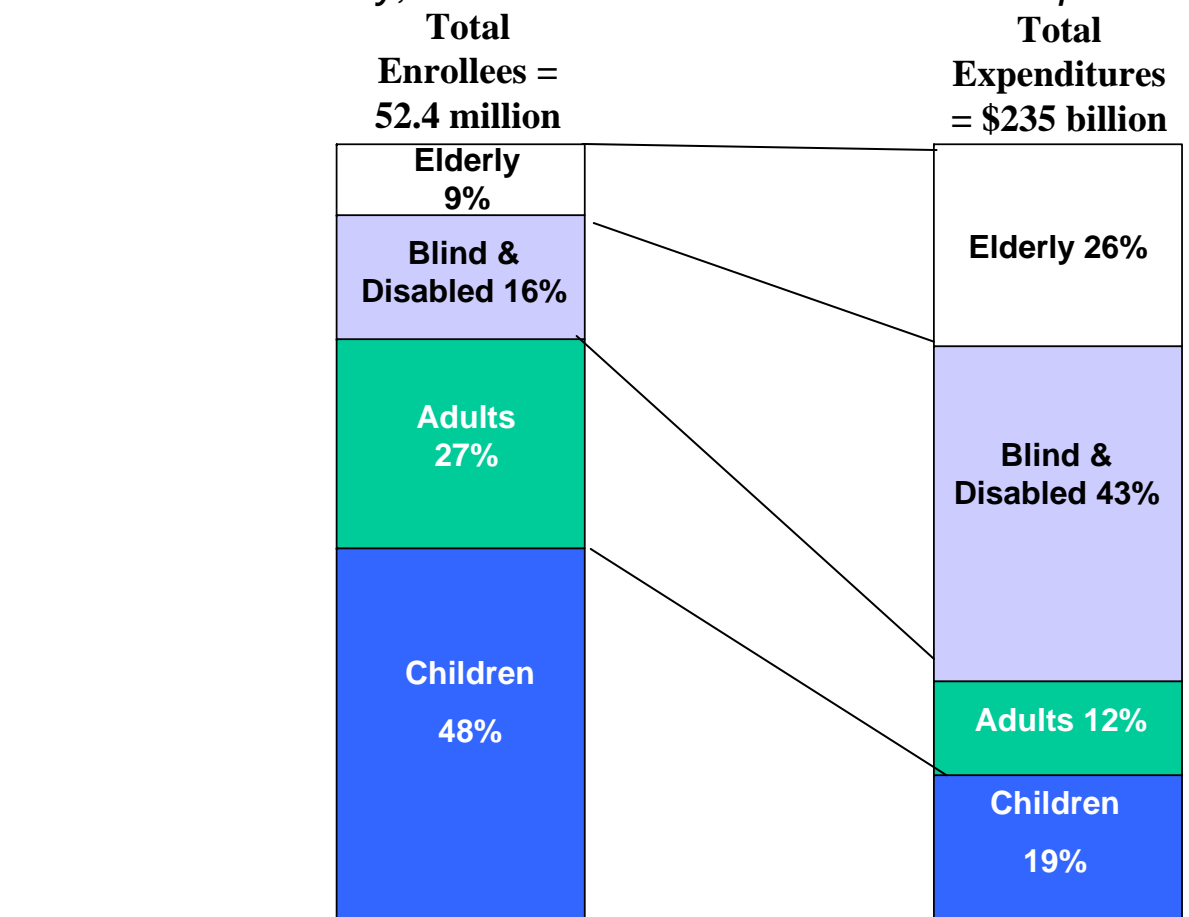 Total
Enrollees =
52.4 million
Elderly
9%
Blind &
Disabled 16%
Adults
27%
Children
48%
Total
Expenditures
= $235 billion
Elderly 26%
Blind &
Disabled 43%
Adults 12%
Children
19%